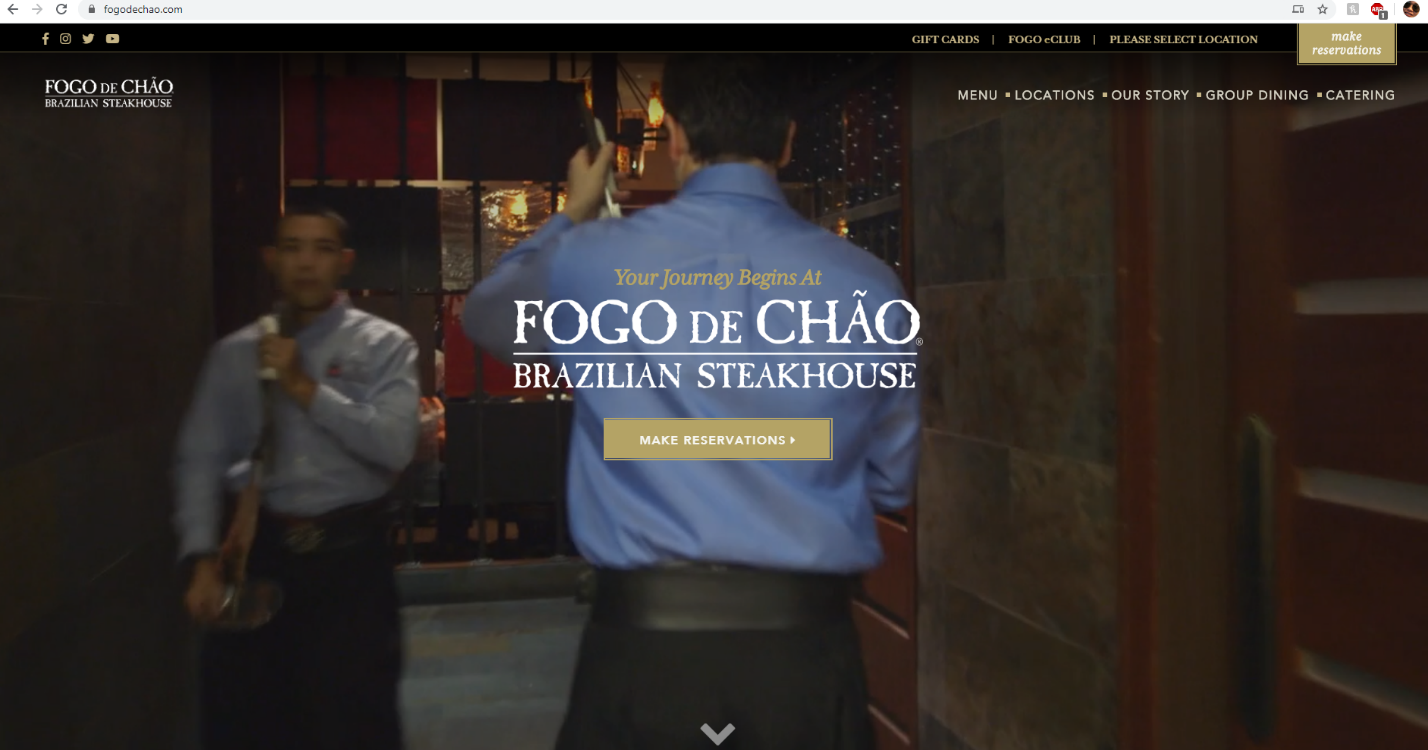 fogodechao.com
GIFT CARDS | FOGO eCLUB | PLEASE SELECT LOCATION
make
reservations
FOGO DE CHÃO
BRAZILIAN STEAKHOUSE
MENU ▪ LOCATIONS ▪ OUR STORY ▪ GROUP DINING ▪ CATERING
Your Journey Begins At
FOGO DE CHÃO®
BRAZILIAN STEAKHOUSE
MAKE RESERVATIONS